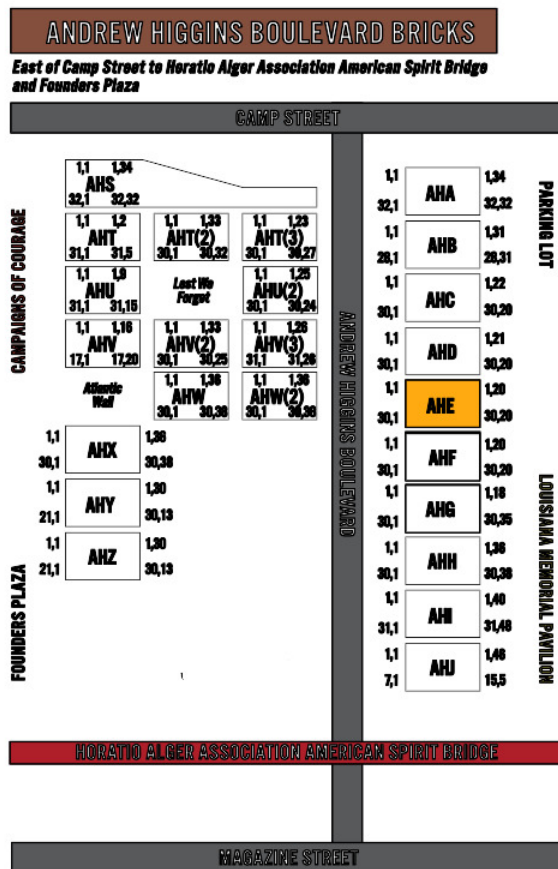 ANDREW HIGGINS BOULEVARD BRICKS
East of Camp Street to Horatio Alger Association American Spirit Bridge
and Founders Plaza
CAMP STREET
1,1 1,34
AHS
32,1 32,32
1,1 1,2
AHT
31,1 31,5
1,1 1,33
AHT(2)
30,1 30,32
1,1 1,23
AHT(3)
30,1 30,27
1,1 1,9
AHU
31,1 31,15
Lest We
Forget
1,1 1,25
AHU(2)
30,1 30,24
1,1 1,16
AHV
17,1 17,20
1,1 1,33
AHV(2)
30,1 30,25
1,1 1,26
AHV(3)
31,1 31,26
Atlantic
Wall
1,1 1,36
AHW
30,1 30,38
1,1 1,36
AHW(2)
30,1 30,38
1,1 1,36
AHX
30,1 30,38
1,1 1,30
AHY
21,1 30,13
1,1 1,30
AHZ
21,1 30,13
CAMPAIGNS OF COURAGE
FOUNDERS PLAZA
ANDREW HIGGINS BOULEVARD
1,1 1,34
AHA
32,1 32,32
1,1 1,31
AHB
28,1 28,31
1,1 1,22
AHC
30,1 30,20
1,1 1,21
AHD
30,1 30,20
1,1 1,20
AHE
30,1 30,20
1,1 1,20
AHF
30,1 30,20
1,1 1,18
AHG
30,1 30,35
1,1 1,36
AHH
30,1 30,38
1,1 1,40
AHI
31,1 31,48
1,1 1,46
AHJ
7,1 15,5
PARKING LOT
LOUISIANA MEMORIAL PAVILION
HORATIO ALGER ASSOCIATION AMERICAN SPIRIT BRIDGE
MAGAZINE STREET